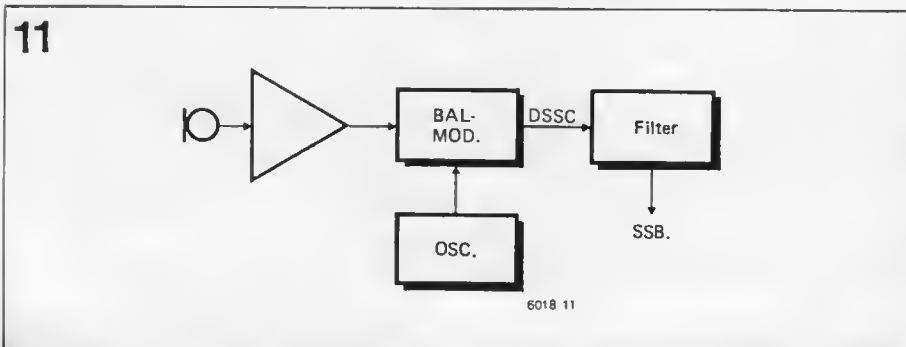 11
BAL-
MOD.
DSSC
Filter
OSC.
SSB.
6018 11